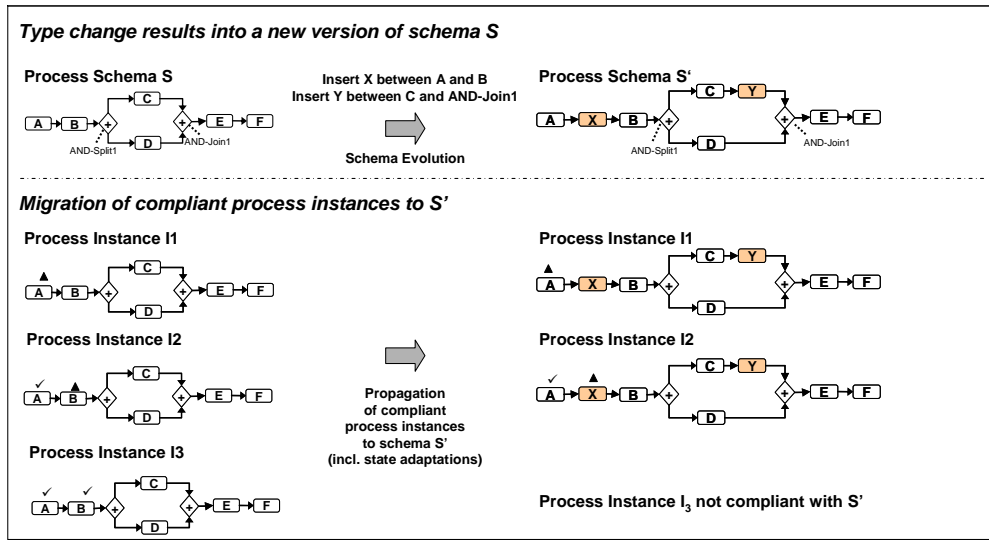 Type change results into a new version of schema S
Process Schema S
Insert X between A and B
Insert Y between C and AND-Join1
Process Schema S‘
C
A
B
+
+
E
F
D
AND-Split1
AND-Join1
Schema Evolution
C
Y
A
X
B
+
+
E
F
D
AND-Split1
AND-Join1
Migration of compliant process instances to S’
Process Instance I1
C
A
B
+
+
E
F
D
Process Instance I1
C
Y
A
X
B
+
+
E
F
D
Process Instance I2
✓
C
A
B
+
+
E
F
D
Propagation
of compliant
process instances
to schema S’
(incl. state adaptations)
Process Instance I2
✓
C
Y
A
X
B
+
+
E
F
D
Process Instance I3
✓ ✓
C
A
B
+
+
E
F
D
Process Instance I3 not compliant with S’